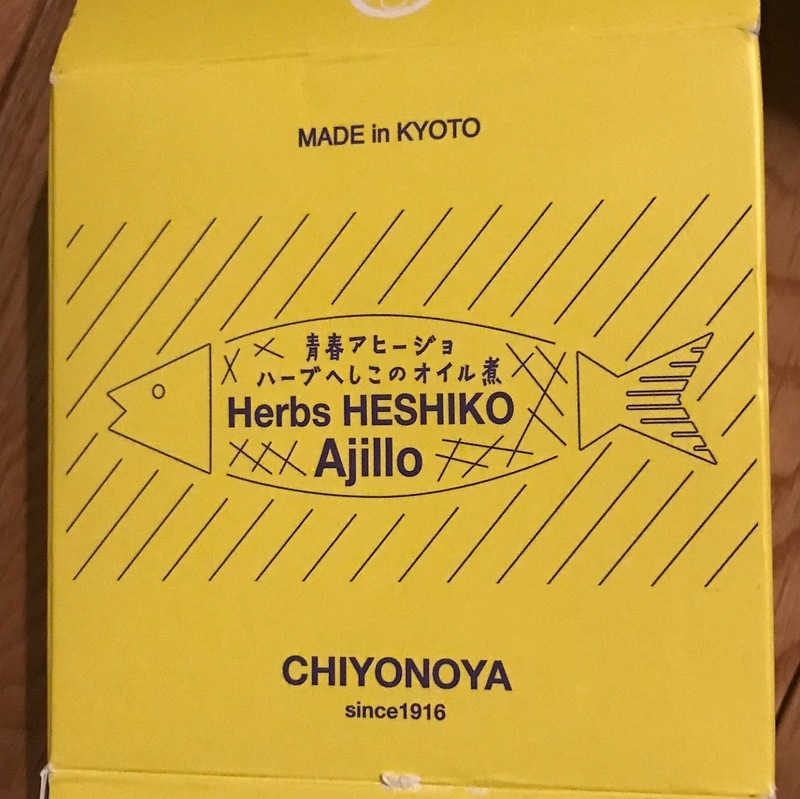 MADE in KYOTO
青春アヒージョ
ハーブへしこのオイル煮
Herbs HESHIKO
Ajillo
CHIYONOYA
since1916